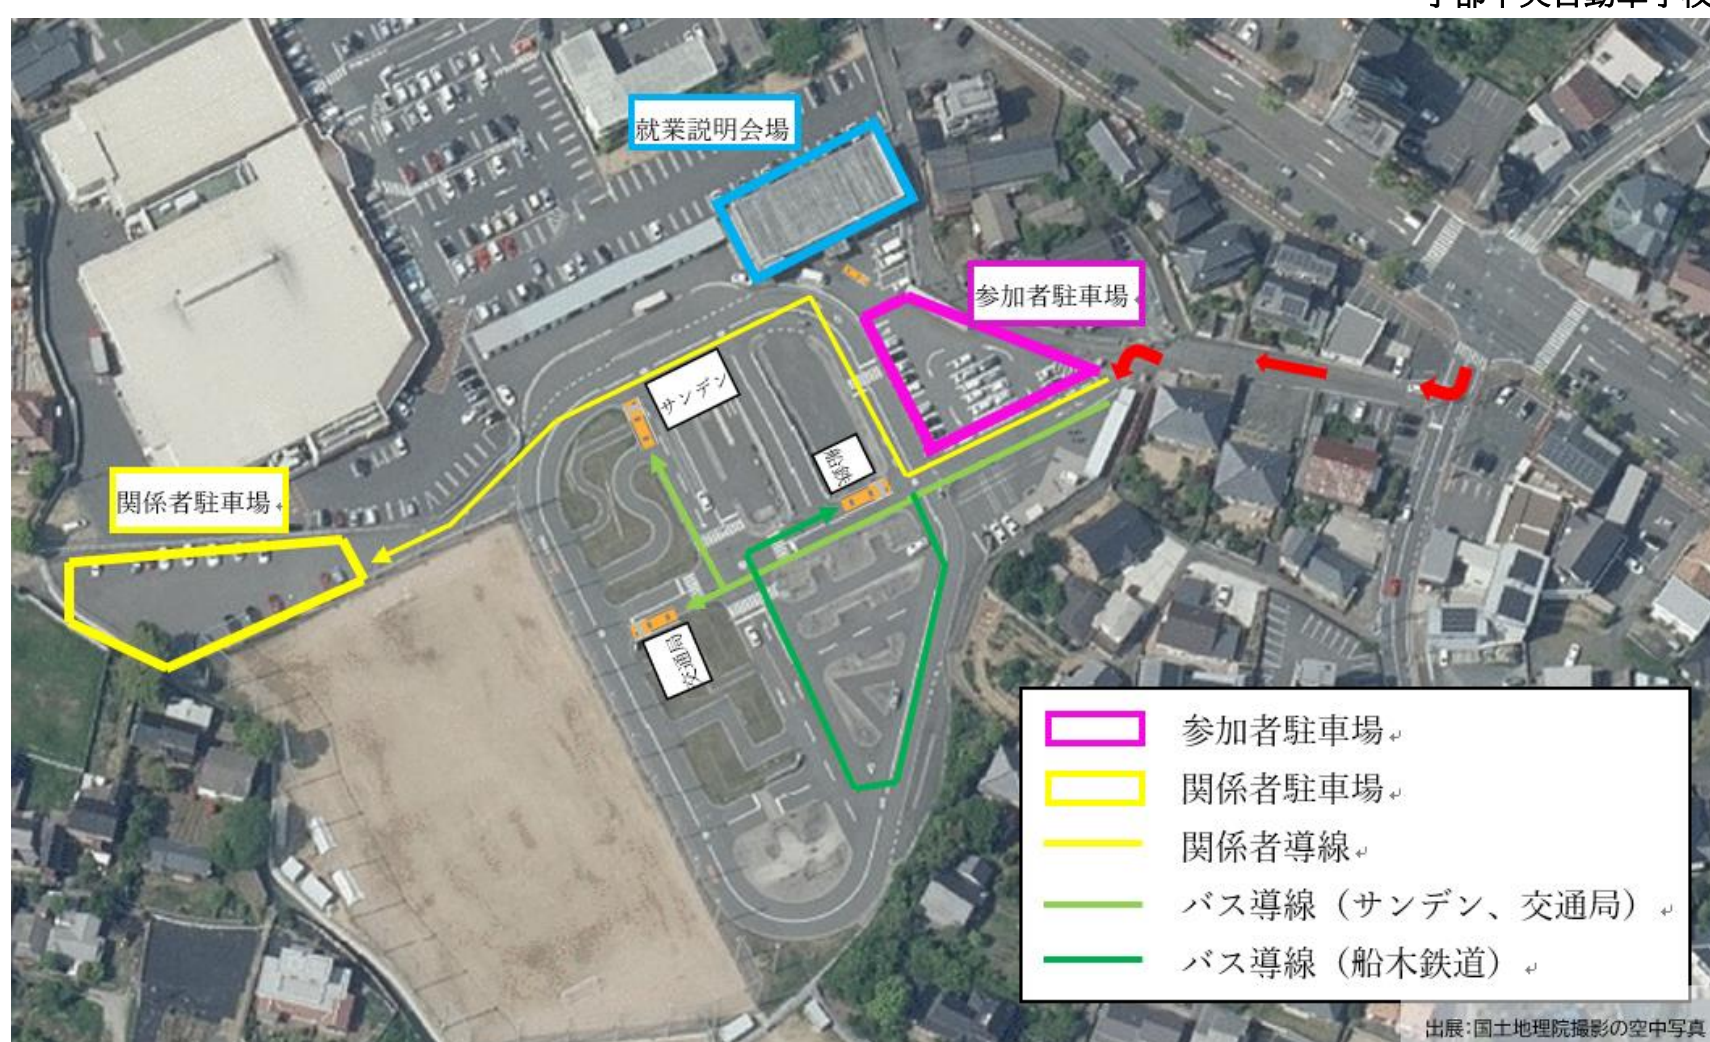 就業説明会場
参加者駐車場
サンデン
船鉄
関係者駐車場
交通局
参加者駐車場
関係者駐車場
関係者導線
バス導線（サンデン、交通局）
バス導線（船木鉄道）
出展：国土地理院撮影の空中写真